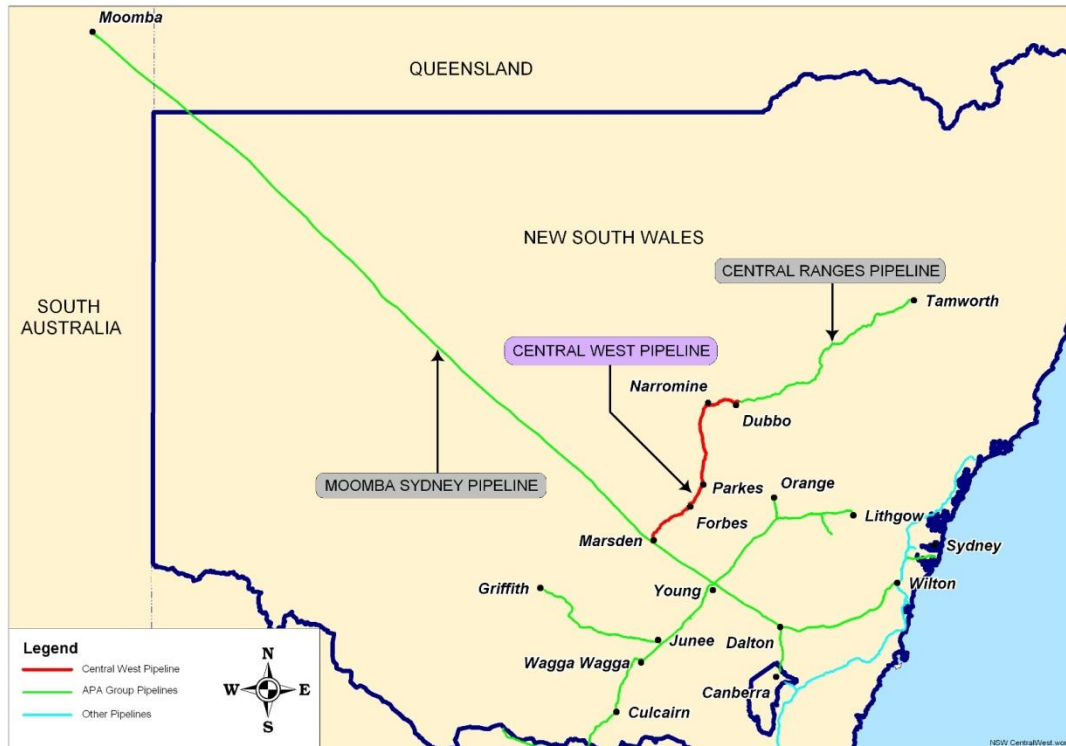 Moomba
QUEENSLAND
NEW SOUTH WALES
CENTRAL RANGES PIPELINE
SOUTH
AUSTRALIA
Tamworth
CENTRAL WEST PIPELINE
Narromine
Dubbo
MOOMBA SYDNEY PIPELINE
Parkes
Orange
Forbes
Lithgow
Marsden
Sydney
Griffith
Young
Wilton
Junee
Dalton
Wagga Wagga
Canberra
Culcairn
Legend
Central West Pipeline
APA Group Pipelines
Other Pipelines
N
W
E
S
NSW CentralWest.wor